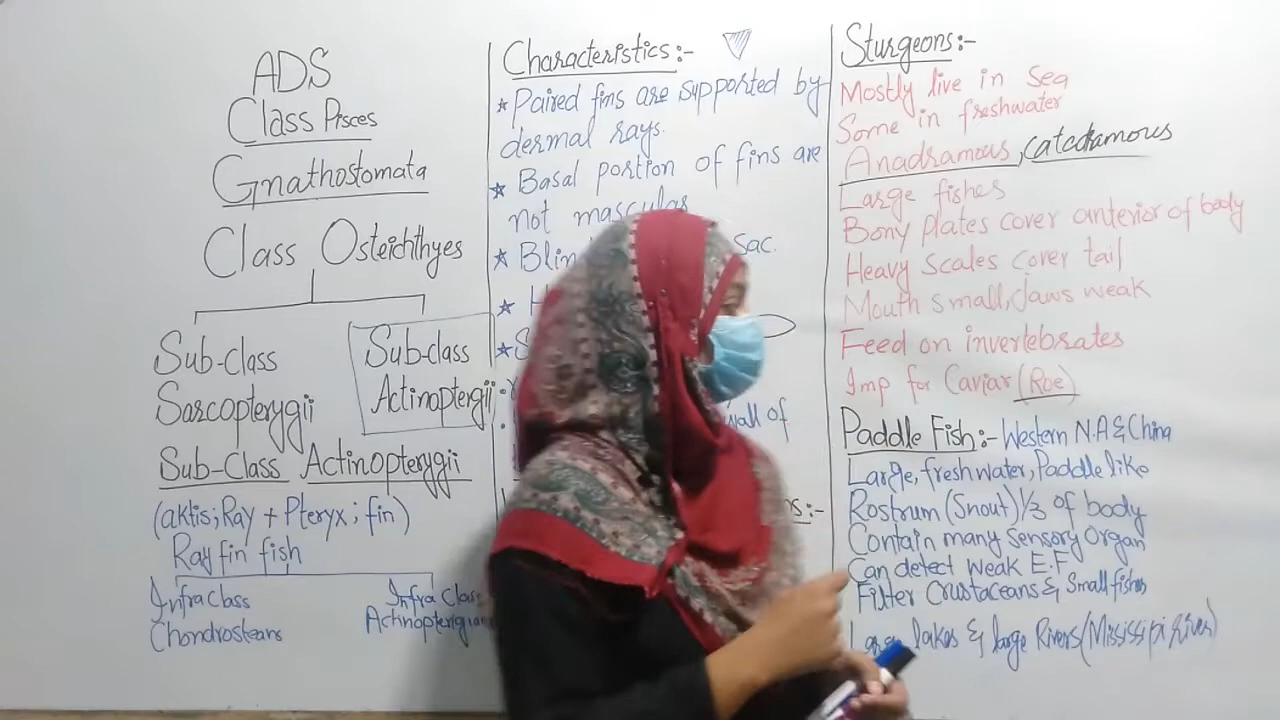 ADS
Class Pisces
Gnathostomata
Class Osteichthyes
Sub-class
Sarcopterygii
Sub-class
Actinoptergii
Sub-Class Actinopterygii
(aktis; Ray + Pteryx; fin)
Ray fin fish
Infra Class
Chondrosteans
Infra Class
Characteristics:-
* Paired fins are supported by
dermal rays.
* Basal portion of fins are
not mascular
* Blin sac.
* H
* S
wall of
ns:-
Sturgeons:-
Mostly live in Sea
Some in freshwater
Anadramous, catedramous
Large fishes
Bony plates cover anterior of body
Heavy scales cover tail
Mouth small, Jaws weak
Feed on invertebrates
Imp for Caviar (Roe)
Paddle Fish:- Western N.A & China
Large, freshwater, Paddle like
Rostrum (Snout) 1/3 of body
Contain many sensory organ
Can detect weak E.F
Filter Crustaceans & Small fishes
lakes & large Rivers (Mississipi River)